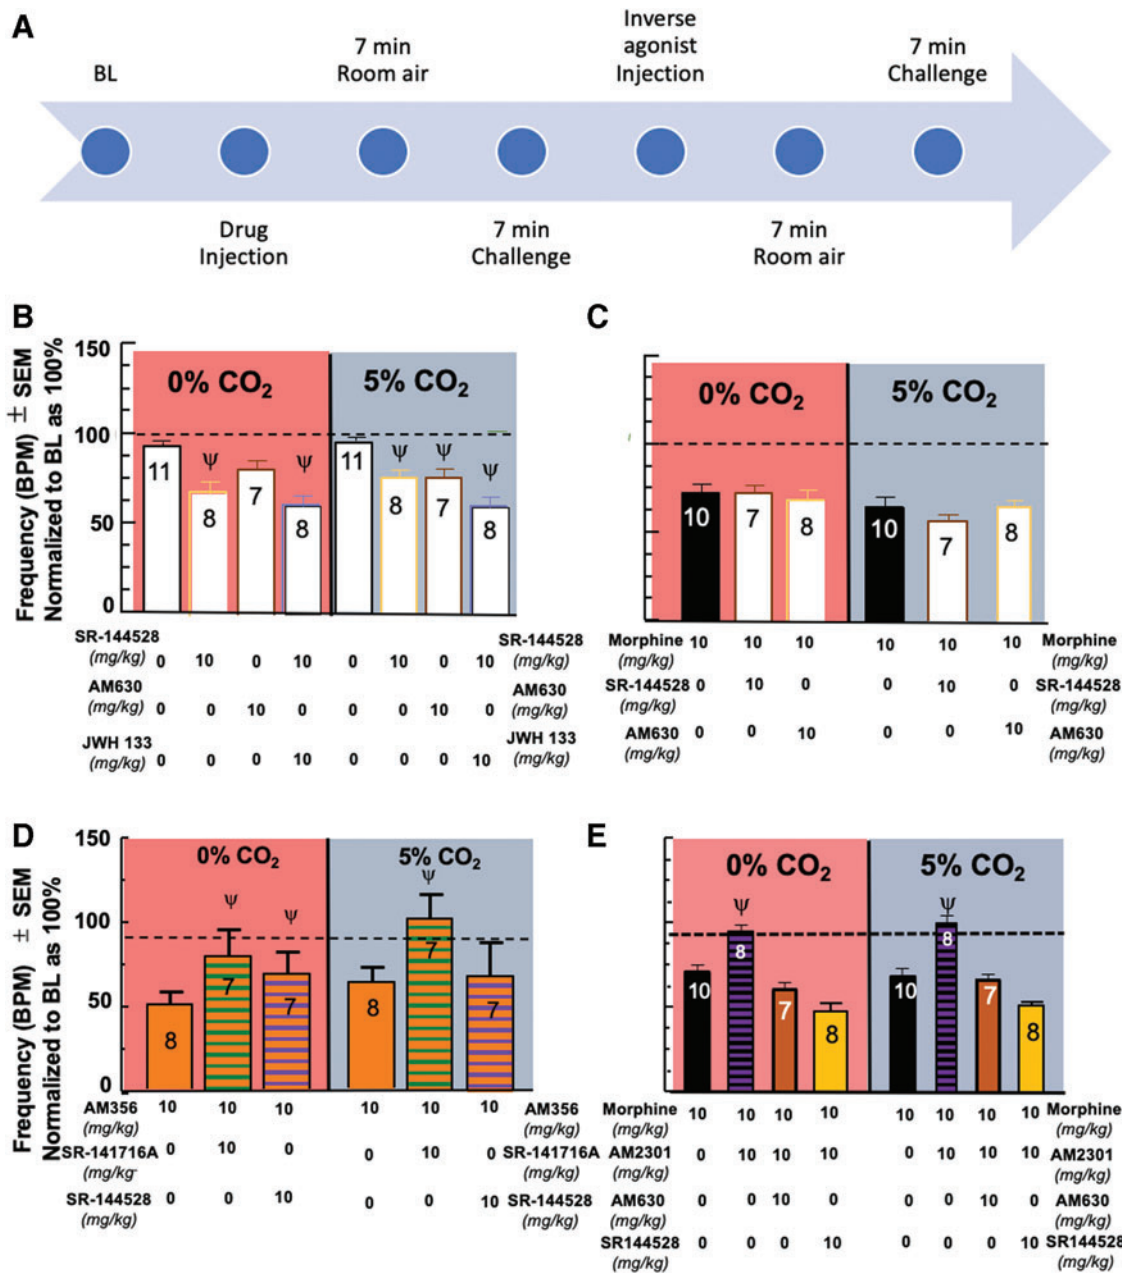 A
BL
7 min
Room air
Inverse
agonist
Injection
7 min
Challenge
Drug
Injection
7 min
Challenge
7 min
Room air
B
Frequency (BPM) ± SEM
Normalized to BL as 100%
150
100
50
0
0% CO2
5% CO2
11
ψ
8
7
ψ
8
11
ψ
8
ψ
7
ψ
8
SR-144528
(mg/kg) 0 10 0 10 0 10 0 10
SR-144528
(mg/kg)
AM630
(mg/kg) 0 0 10 0 0 0 10 0
AM630
(mg/kg)
JWH 133
(mg/kg) 0 0 0 10 0 0 0 10
JWH 133
(mg/kg)
C
0% CO2
5% CO2
10
7
8
10
7
8
Morphine 10 10 10 10 10 10 Morphine
(mg/kg)
(mg/kg)
SR-144528 0 10 0 0 10 0 SR-144528
(mg/kg)
(mg/kg)
AM630 0 0 10 0 0 10 AM630
(mg/kg)
(mg/kg)
D
Frequency (BPM) ± SEM
Normalized to BL as 100%
150
100
50
0
0% CO2
5% CO2
8
ψ
7
ψ
7
8
ψ
7
7
AM356 10 10 10 10 10 10 AM356
(mg/kg)
(mg/kg)
SR-141716A 0 10 0 0 10 0 SR-141716A
(mg/kg)
(mg/kg)
SR-144528 0 0 10 0 0 10 SR-144528
(mg/kg)
(mg/kg)
E
0% CO2
5% CO2
10
ψ
8
7
8
10
ψ
8
7
8
Morphine 10 10 10 10 10 10 10 10 Morphine
(mg/kg)
(mg/kg)
AM2301 0 10 10 10 0 10 10 10 AM2301
(mg/kg)
(mg/kg)
AM630 0 0 10 0 0 0 10 0 AM630
(mg/kg)
(mg/kg)
SR144528 0 0 0 10 0 0 0 10 SR144528
(mg/kg)
(mg/kg)